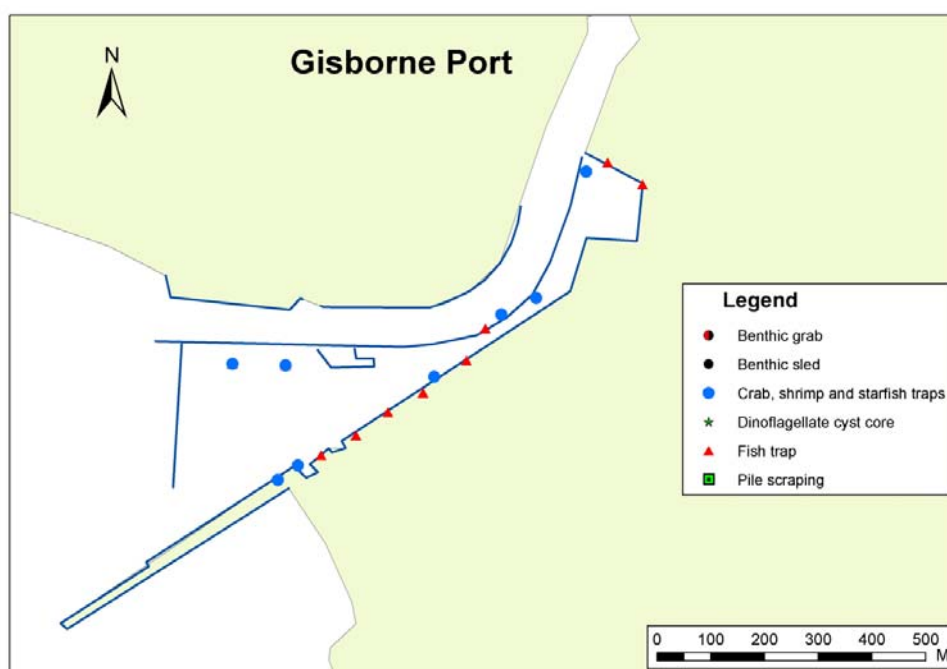 Gisborne Port
N
Legend
Benthic grab
Benthic sled
Crab, shrimp and starfish traps
Dinoflagellate cyst core
Fish trap
Pile scraping
0 100 200 300 400 500
M